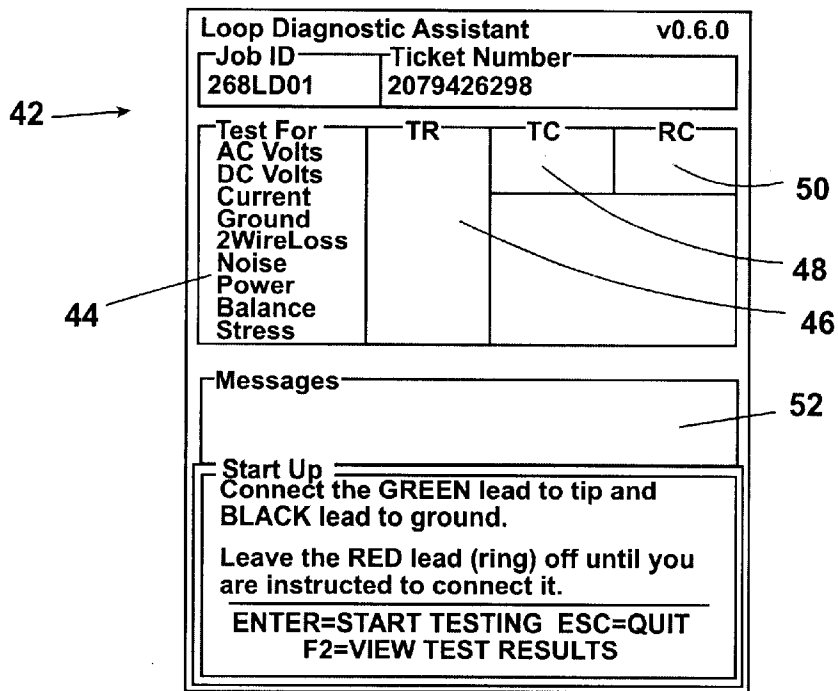 Loop Diagnostic Assistant v0.6.0
Job ID Ticket Number
268LD01 2079426298
42
Test For TR TC RC
AC Volts
DC Volts
Current
Ground
2WireLoss
Noise
Power
Balance
Stress
50
48
46
44
Messages
52
Start Up
Connect the GREEN lead to tip and
BLACK lead to ground.
Leave the RED lead (ring) off until you
are instructed to connect it.
ENTER=START TESTING ESC=QUIT
F2=VIEW TEST RESULTS